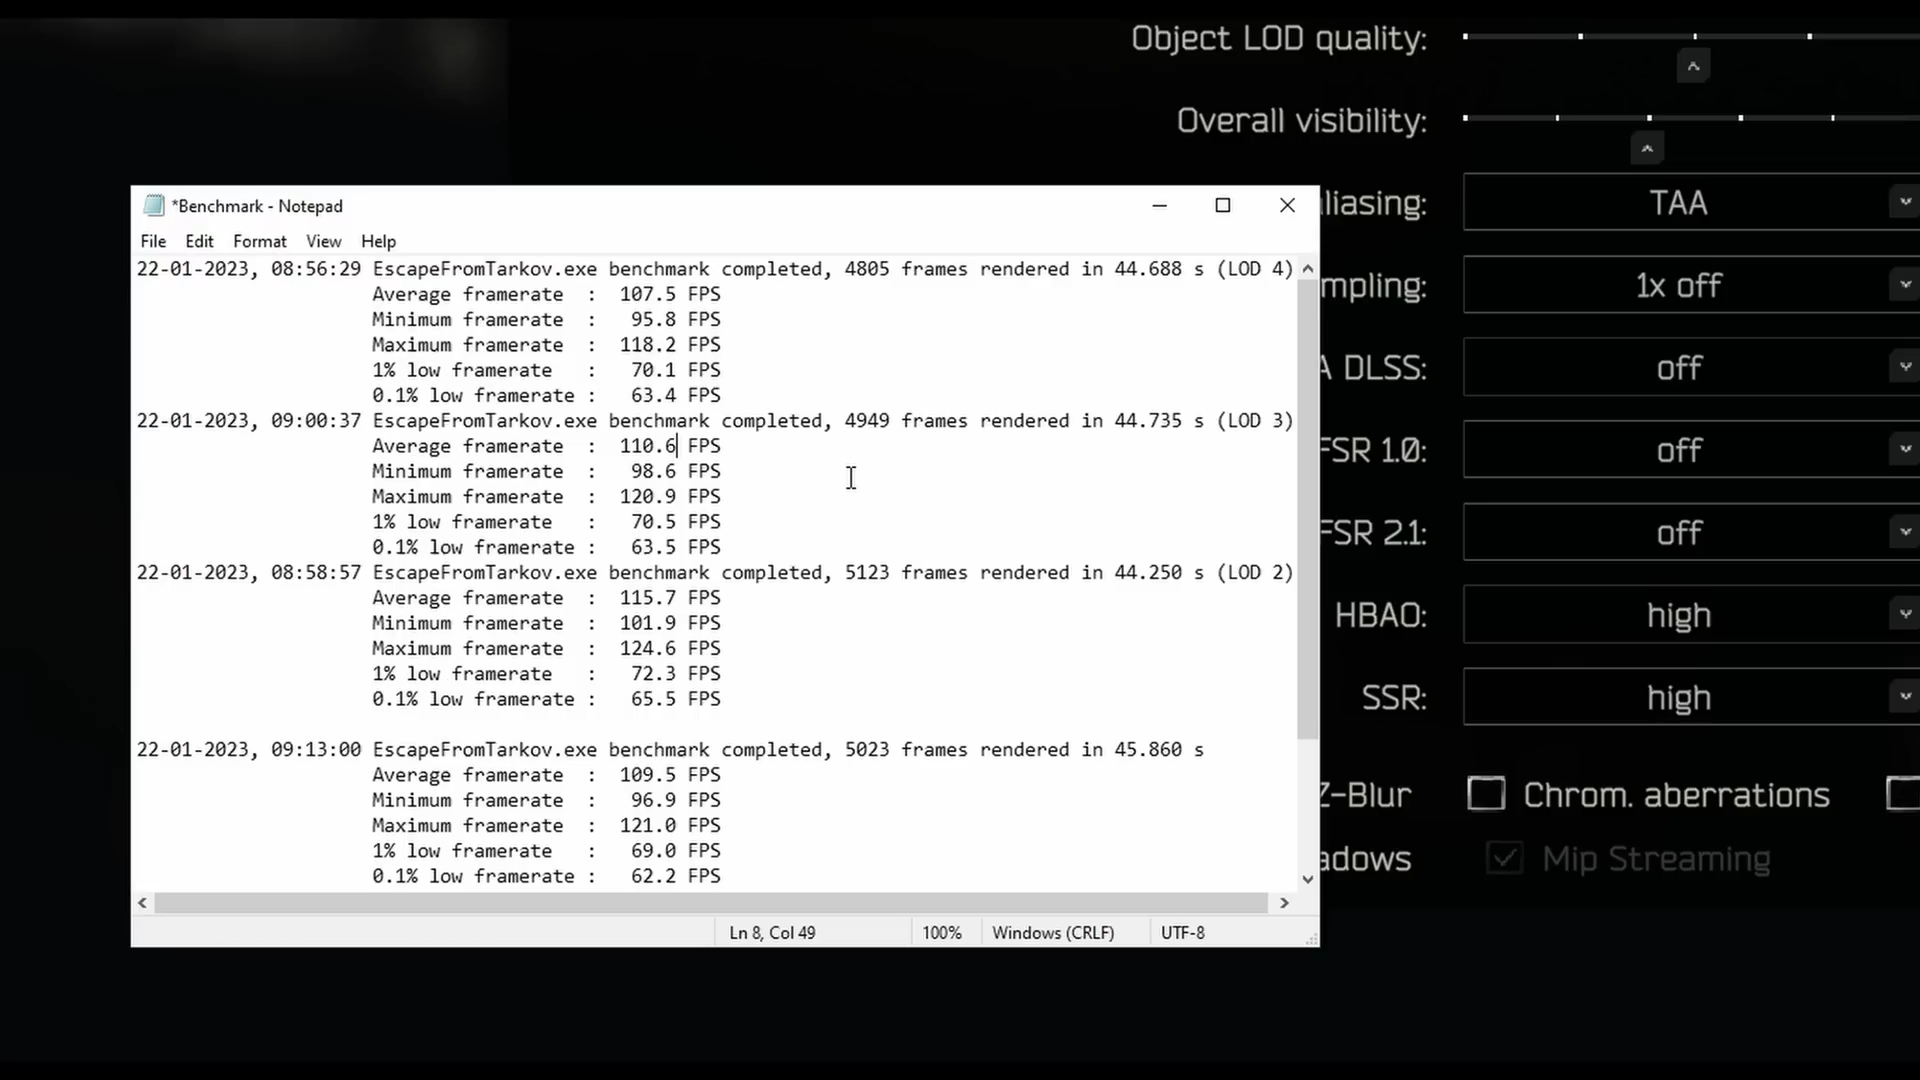 Object LOD quality:
Overall visibility:
*Benchmark - Notepad
File Edit Format View Help
22-01-2023, 08:56:29 EscapeFromTarkov.exe benchmark completed, 4805 frames rendered in 44.688 s (LOD 4)
Average framerate : 107.5 FPS
Minimum framerate : 95.8 FPS
Maximum framerate : 118.2 FPS
1% low framerate : 70.1 FPS
0.1% low framerate : 63.4 FPS
22-01-2023, 09:00:37 EscapeFromTarkov.exe benchmark completed, 4949 frames rendered in 44.735 s (LOD 3)
Average framerate : 110.6 FPS
Minimum framerate : 98.6 FPS
Maximum framerate : 120.9 FPS
1% low framerate : 70.5 FPS
0.1% low framerate : 63.5 FPS
22-01-2023, 08:58:57 EscapeFromTarkov.exe benchmark completed, 5123 frames rendered in 44.250 s (LOD 2)
Average framerate : 115.7 FPS
Minimum framerate : 101.9 FPS
Maximum framerate : 124.6 FPS
1% low framerate : 72.3 FPS
0.1% low framerate : 65.5 FPS
22-01-2023, 09:13:00 EscapeFromTarkov.exe benchmark completed, 5023 frames rendered in 45.860 s
Average framerate : 109.5 FPS
Minimum framerate : 96.9 FPS
Maximum framerate : 121.0 FPS
1% low framerate : 69.0 FPS
0.1% low framerate : 62.2 FPS
Ln 8, Col 49 100% Windows (CRLF) UTF-8
liasing: TAA
mpling: 1x off
A DLSS: off
FSR 1.0: off
FSR 2.1: off
HBAO: high
SSR: high
Z-Blur Chrom. aberrations
adows Mip Streaming